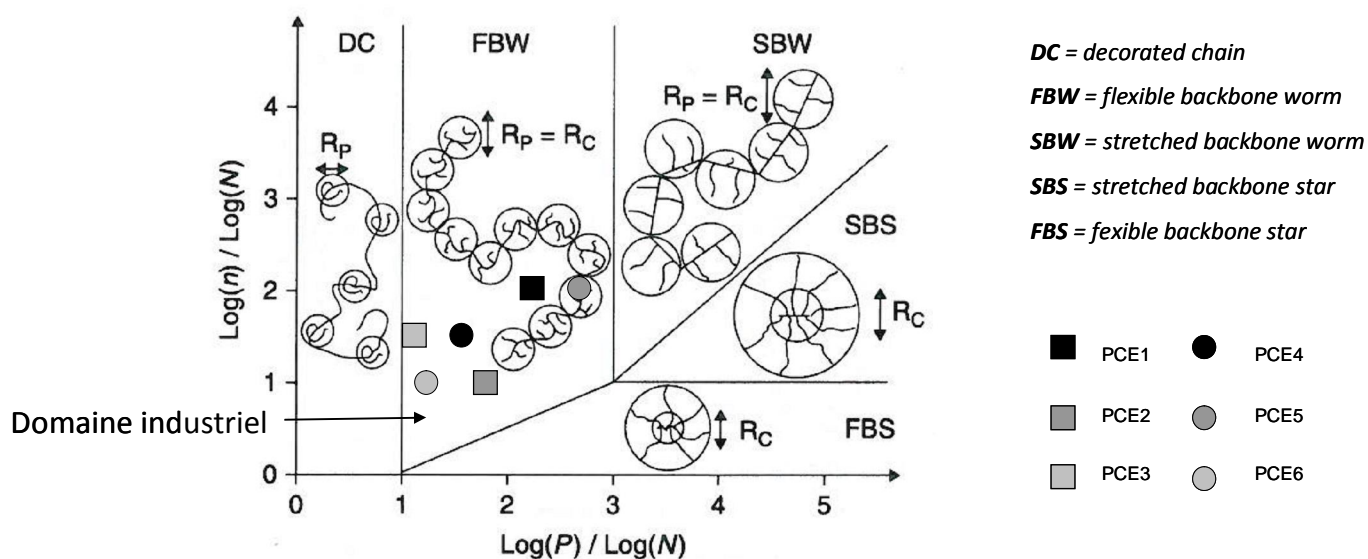 DC
FBW
SBW
DC = decorated chain
FBW = flexible backbone worm
SBW = stretched backbone worm
SBS = stretched backbone star
FBS = fexible backbone star
Log(n) / Log(N)
4
3
2
1
0
R_P
R_P = R_C
R_P = R_C
SBS
R_C
FBS
R_C
Domaine industriel
0
1
2
3
4
5
Log(P) / Log(N)
PCE1
PCE4
PCE2
PCE5
PCE3
PCE6